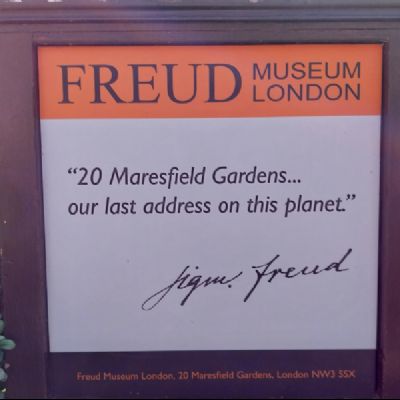 FREUD MUSEUM
LONDON
“20 Maresfield Gardens...
our last address on this planet.”
Sigm. Freud
Freud Museum London, 20 Maresfield Gardens, London NW3 5SX